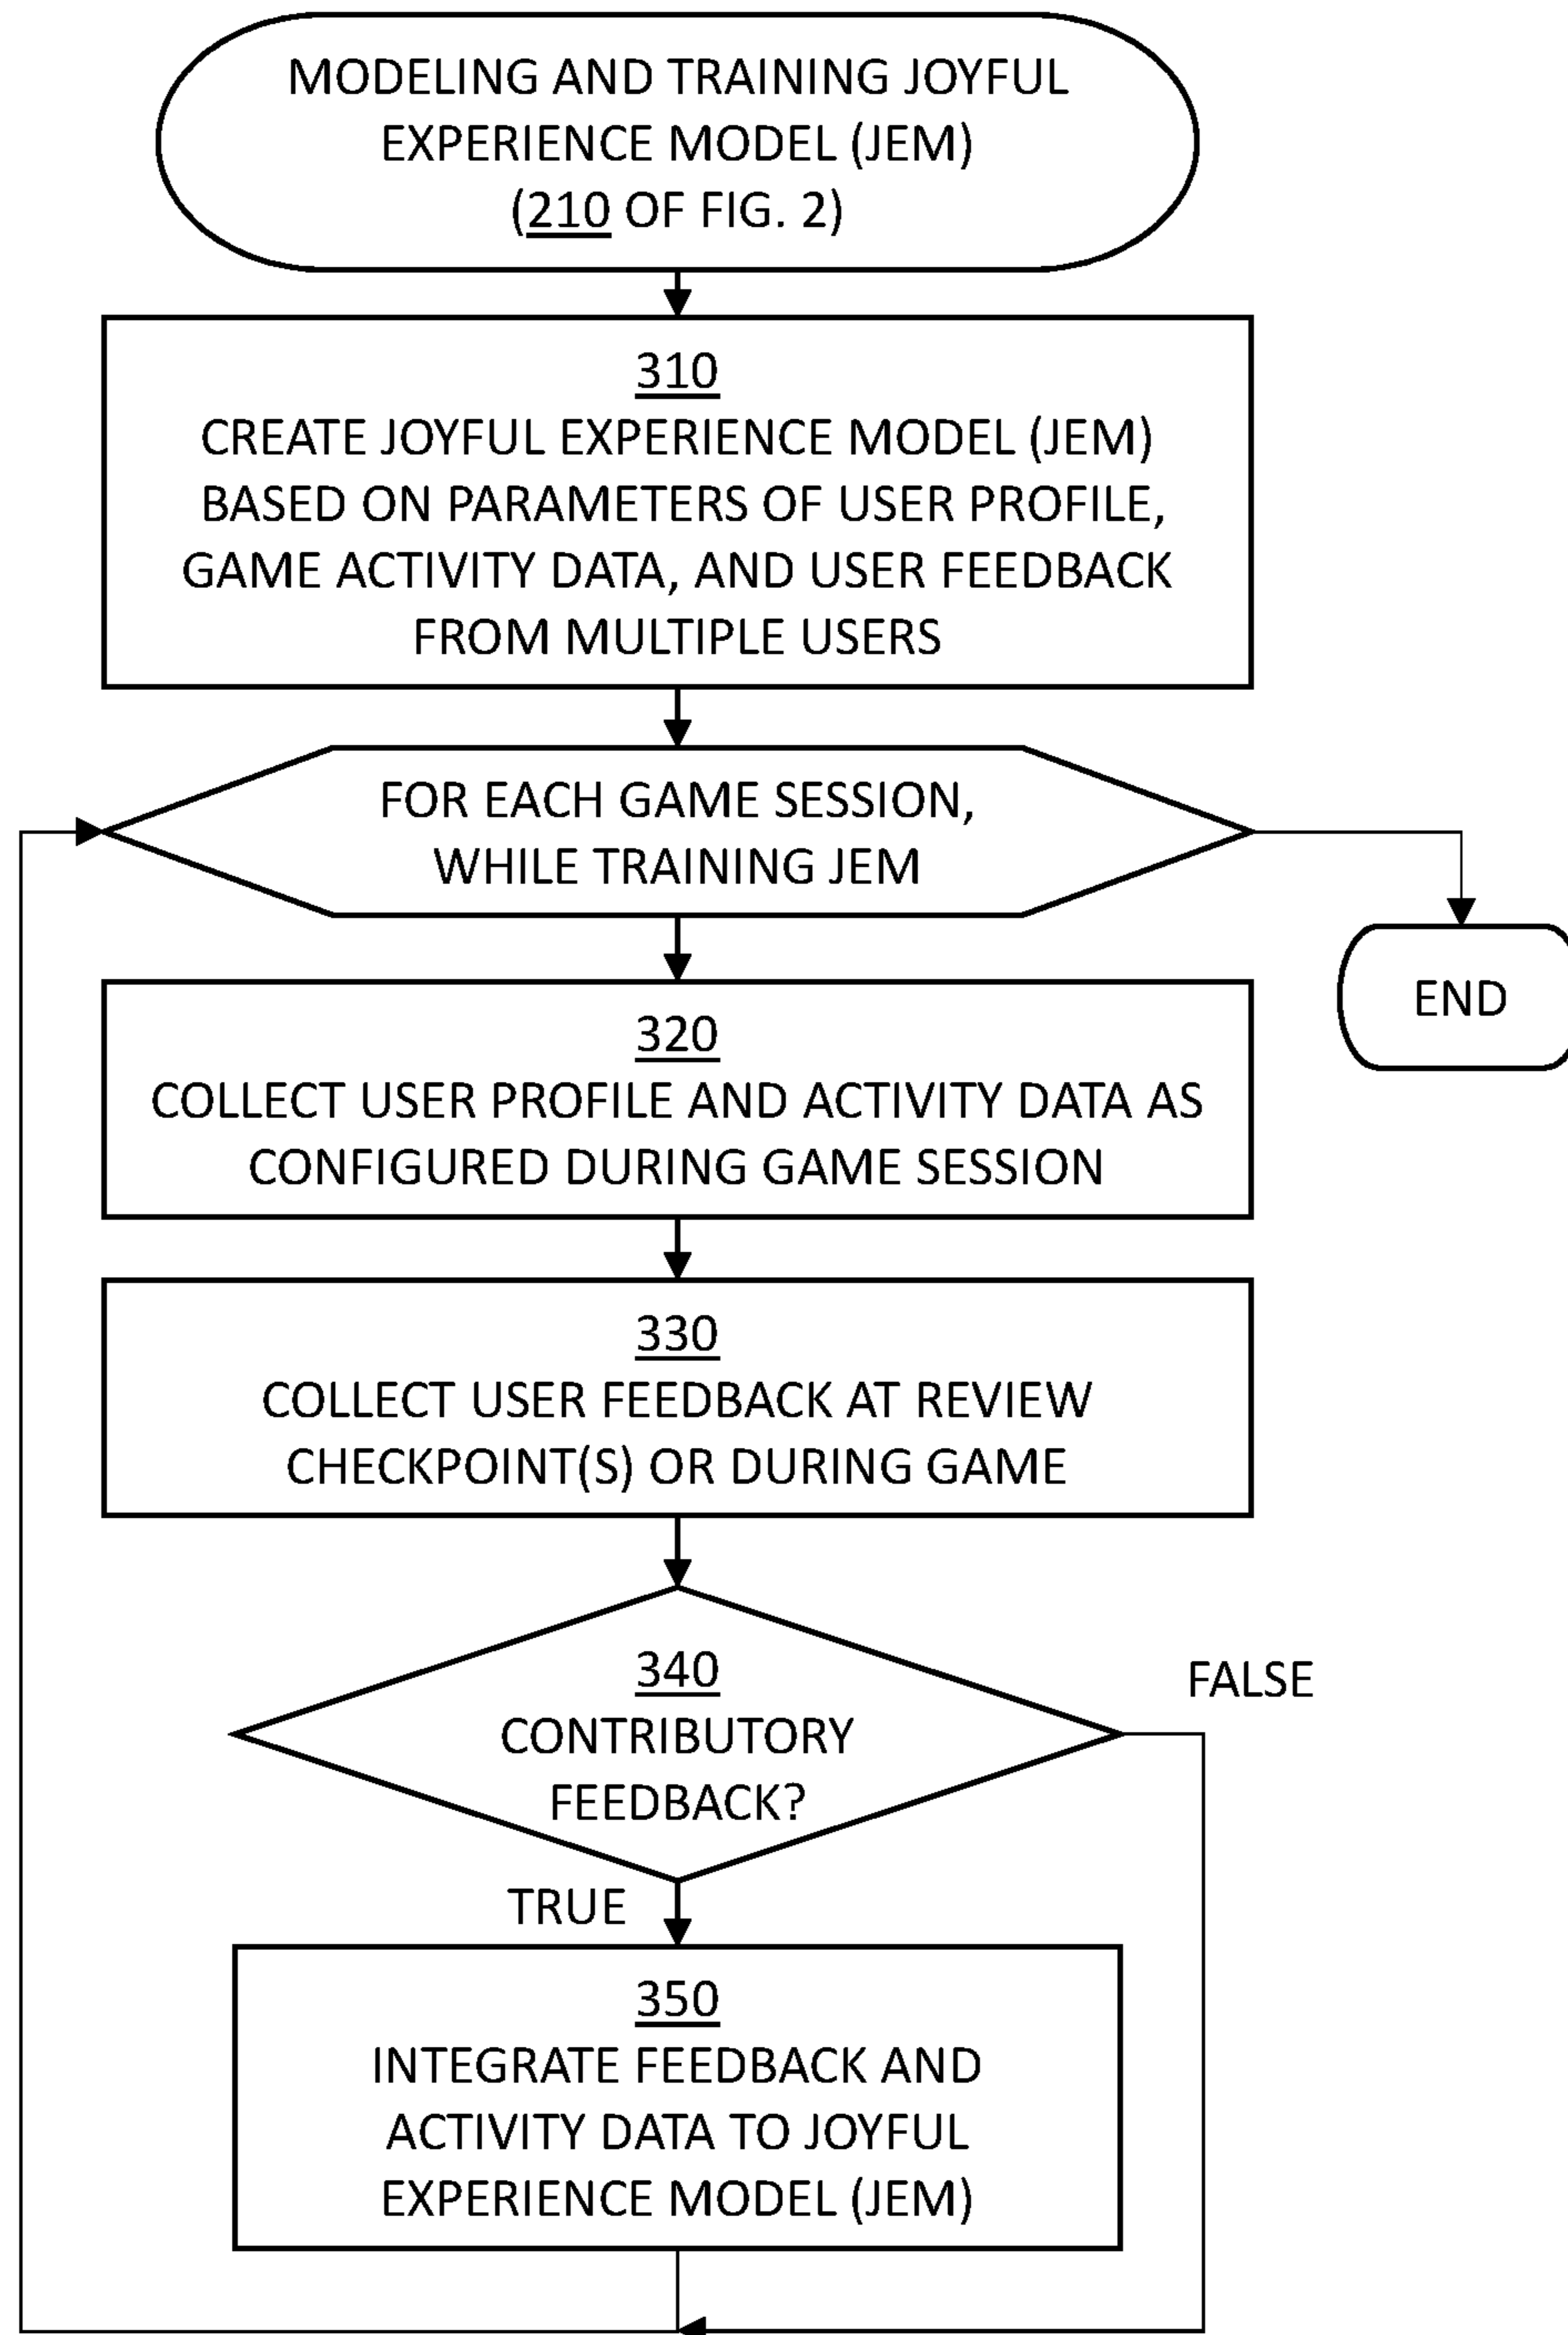 MODELING AND TRAINING JOYFUL
EXPERIENCE MODEL (JEM)
(210 OF FIG. 2)
310
CREATE JOYFUL EXPERIENCE MODEL (JEM)
BASED ON PARAMETERS OF USER PROFILE,
GAME ACTIVITY DATA, AND USER FEEDBACK
FROM MULTIPLE USERS
FOR EACH GAME SESSION,
WHILE TRAINING JEM
END
320
COLLECT USER PROFILE AND ACTIVITY DATA AS
CONFIGURED DURING GAME SESSION
330
COLLECT USER FEEDBACK AT REVIEW
CHECKPOINT(S) OR DURING GAME
340
CONTRIBUTORY
FEEDBACK?
FALSE
TRUE
350
INTEGRATE FEEDBACK AND
ACTIVITY DATA TO JOYFUL
EXPERIENCE MODEL (JEM)